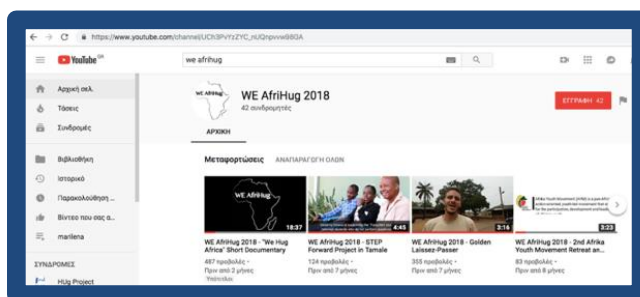 https://www.youtube.com/channel/UCh3PvYzZYC_nUQnpvvw98GA
YouTube GR
we afrihug
Αρχική σελ.
Τάσεις
Συνδρομές
Βιβλιοθήκη
Ιστορικό
Παρακολούθηση ...
Βίντεο που σας α...
marilena
ΣΥΝΔΡΟΜΕΣ
HUg Project
WE AfriHug
WE AfriHug 2018
42 συνδρομητές
ΕΓΓΡΑΦΗ 42
ΑΡΧΙΚΗ
Μεταφορτώσεις ΑΝΑΠΑΡΑΓΩΓΗ ΟΛΩΝ
WE AfriHug
18:37
4:45
3:16
3:23
WE AfriHug 2018 - "We Hug Africa" Short Documentary
487 προβολές •
Πριν από 2 μήνες
Υπότιτλοι
WE AfriHug 2018 - STEP Forward Project in Tamale
124 προβολές •
Πριν από 7 μήνες
WE AfriHug 2018 - Golden Laissez-Passer
355 προβολές •
Πριν από 7 μήνες
WE AfriHug 2018 - 2nd Afrika Youth Movement Retreat an...
83 προβολές •
Πριν από 8 μήνες